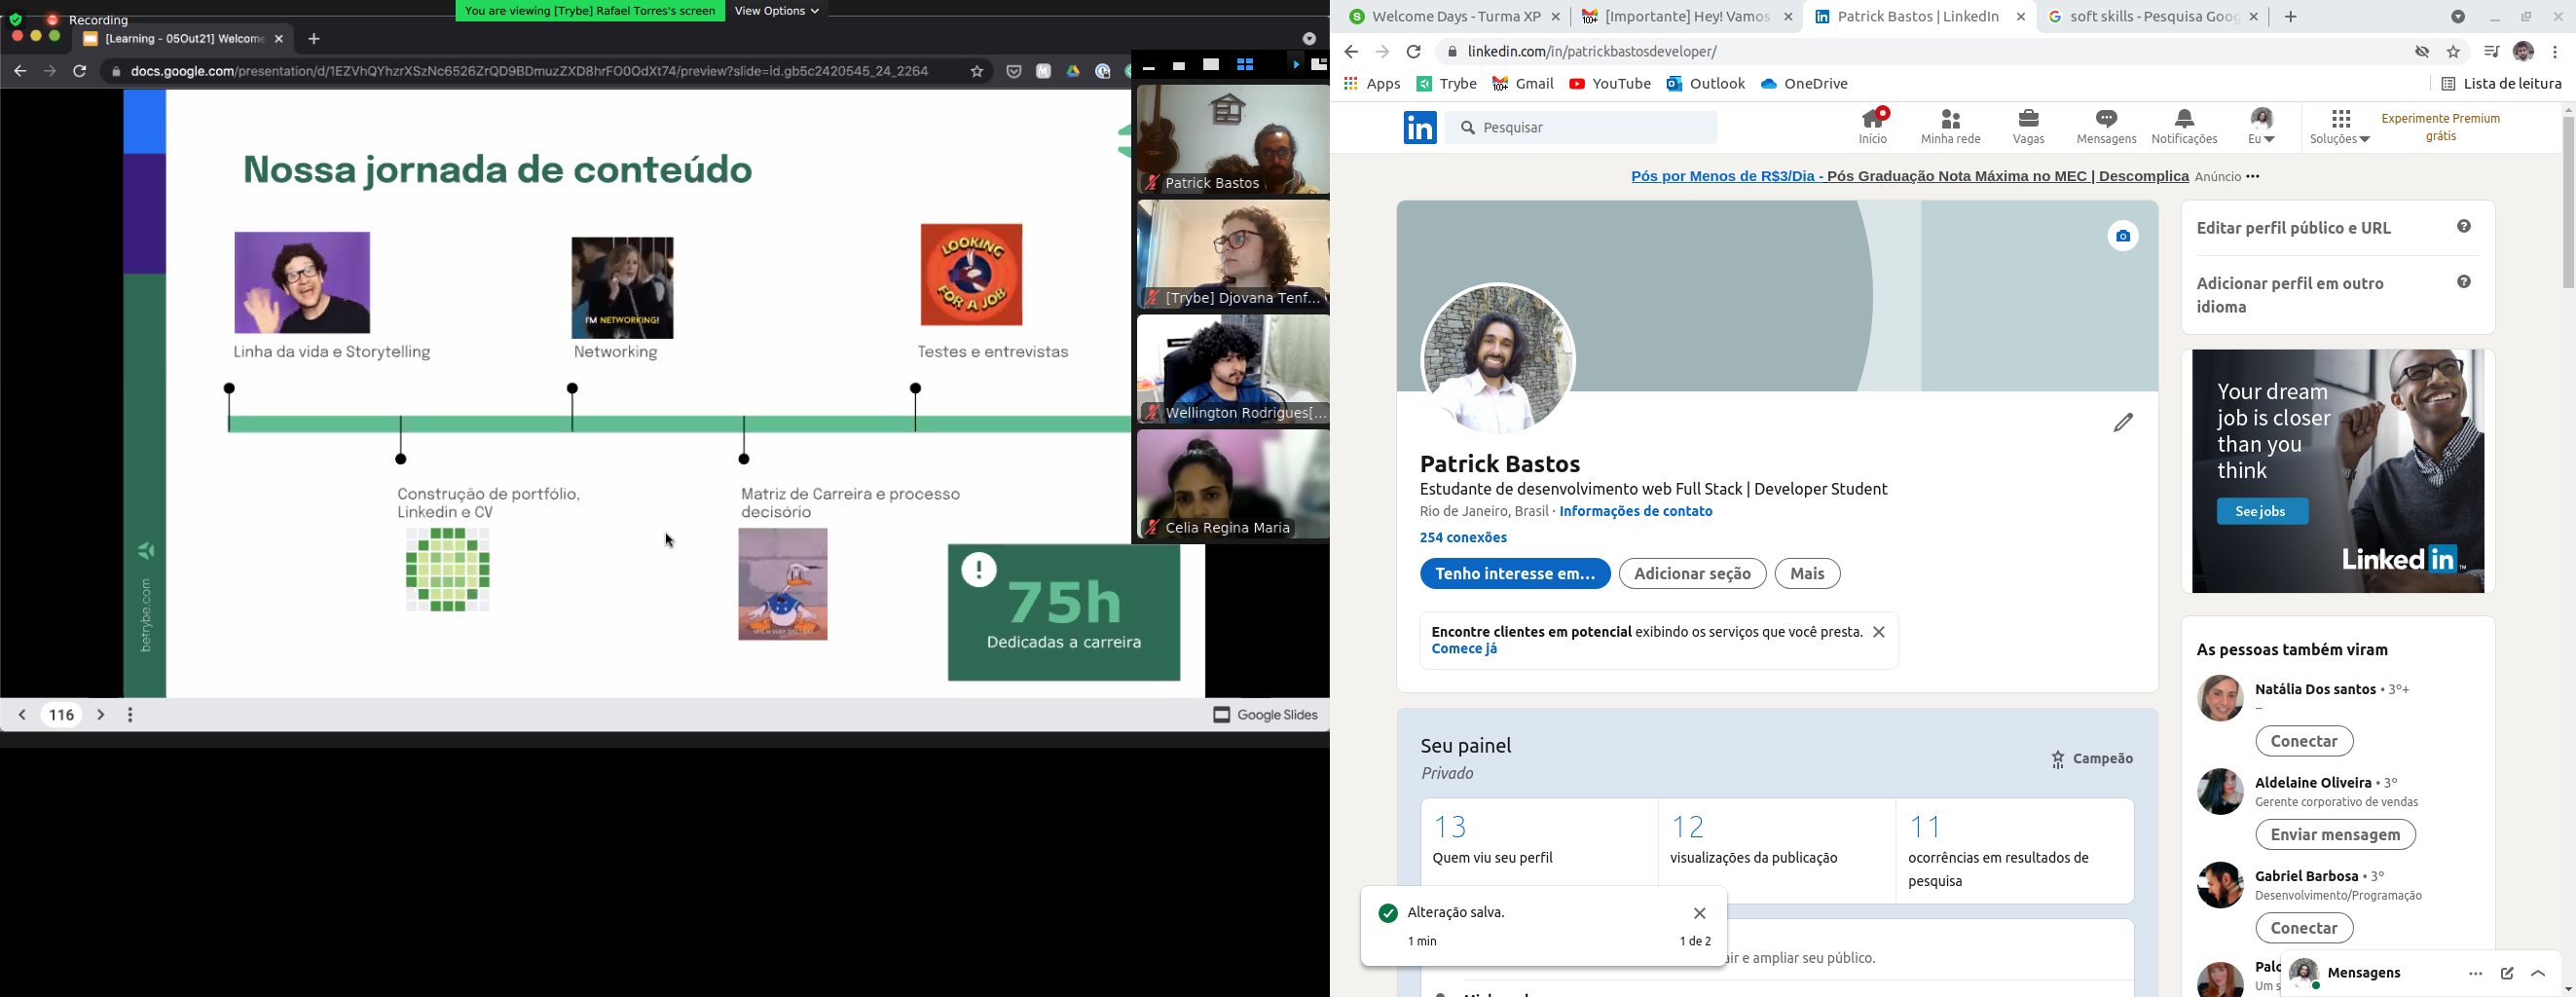 Recording
You are viewing [Trybe] Rafael Torres's screen
View Options
[Learning - 05Out21] Welcome
docs.google.com/presentation/d/1EZVhQYhzrXSzNc6526ZrQD9BDmuzZXD8hrFO0OdXt74/preview?slide=id.gb5c2420545_24_2264
Nossa jornada de conteúdo
I'M NETWORKING!
LOOKING
FOR A JOB
Linha da vida e Storytelling
Networking
Testes e entrevistas
Construção de portfólio,
Linkedin e CV
Matriz de Carreira e processo
decisório
!
75h
Dedicadas a carreira
betrybe.com
116
Google Slides
Patrick Bastos
[Trybe] Djovana Tenf...
Wellington Rodrigues[...
Celia Regina Maria
Welcome Days - Turma XP
[Importante] Hey! Vamos
Patrick Bastos | LinkedIn
soft skills - Pesquisa Goog
linkedin.com/in/patrickbastosdeveloper/
Apps
Trybe
Gmail
YouTube
Outlook
OneDrive
Lista de leitura
in
Pesquisar
Início
Minha rede
Vagas
Mensagens
Notificações
Eu
Soluções
Experimente Premium
grátis
Pós por Menos de R$3/Dia - Pós Graduação Nota Máxima no MEC | Descomplica Anúncio
Patrick Bastos
Estudante de desenvolvimento web Full Stack | Developer Student
Rio de Janeiro, Brasil · Informações de contato
254 conexões
Tenho interesse em...
Adicionar seção
Mais
Encontre clientes em potencial exibindo os serviços que você presta.
Comece já
Seu painel
Privado
Campeão
13
Quem viu seu perfil
12
visualizações da publicação
11
ocorrências em resultados de
pesquisa
Alteração salva.
1 min
1 de 2
air e ampliar seu público.
Editar perfil público e URL
Adicionar perfil em outro
idioma
Your dream
job is closer
than you
think
See jobs
Linked in
As pessoas também viram
Natália Dos santos • 3º+
--
Conectar
Aldelaine Oliveira • 3º
Gerente corporativo de vendas
Enviar mensagem
Gabriel Barbosa • 3º
Desenvolvimento/Programação
Conectar
Palo
Um s
Mensagens